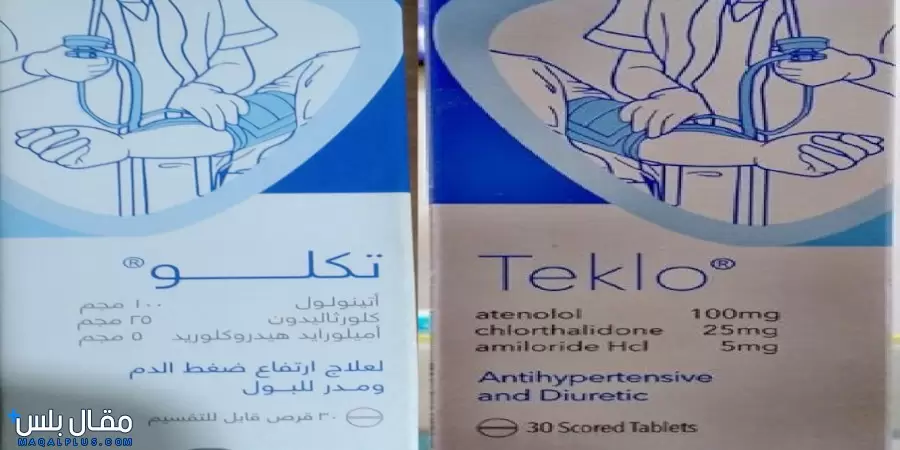 تكلو®
أتينولول ١٠٠ مجم
كلورثاليدون ٢٥ مجم
أميلورايد هيدروكلوريد ٥ مجم
لعلاج ارتفاع ضغط الدم
ومدر للبول
٣٠ قرص قابل للتقسيم
Teklo®
atenolol 100mg
chlorthalidone 25mg
amiloride Hcl 5mg
Antihypertensive
and Diuretic
30 Scored Tablets
مقال بلس
MAQALPLUS.COM